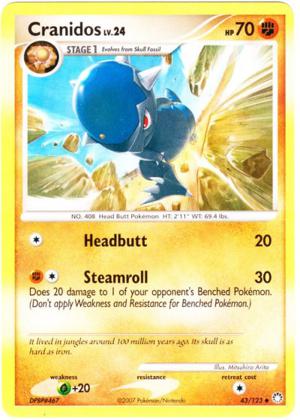 Cranidos LV.24 HP 70
STAGE 1 Evolves from Skull Fossil
NO. 408 Head Butt Pokémon HT: 2'11" WT: 69.4 lbs.
Headbutt 20
Steamroll 30
Does 20 damage to 1 of your opponent's Benched Pokémon.
(Don't apply Weakness and Resistance for Benched Pokémon.)
It lived in jungles around 100 million years ago. Its skull is as
hard as iron.
Illus. Mitsuhiro Arita
weakness resistance retreat cost
+20
DPBP#467 ©2007 Pokémon/Nintendo 43/123